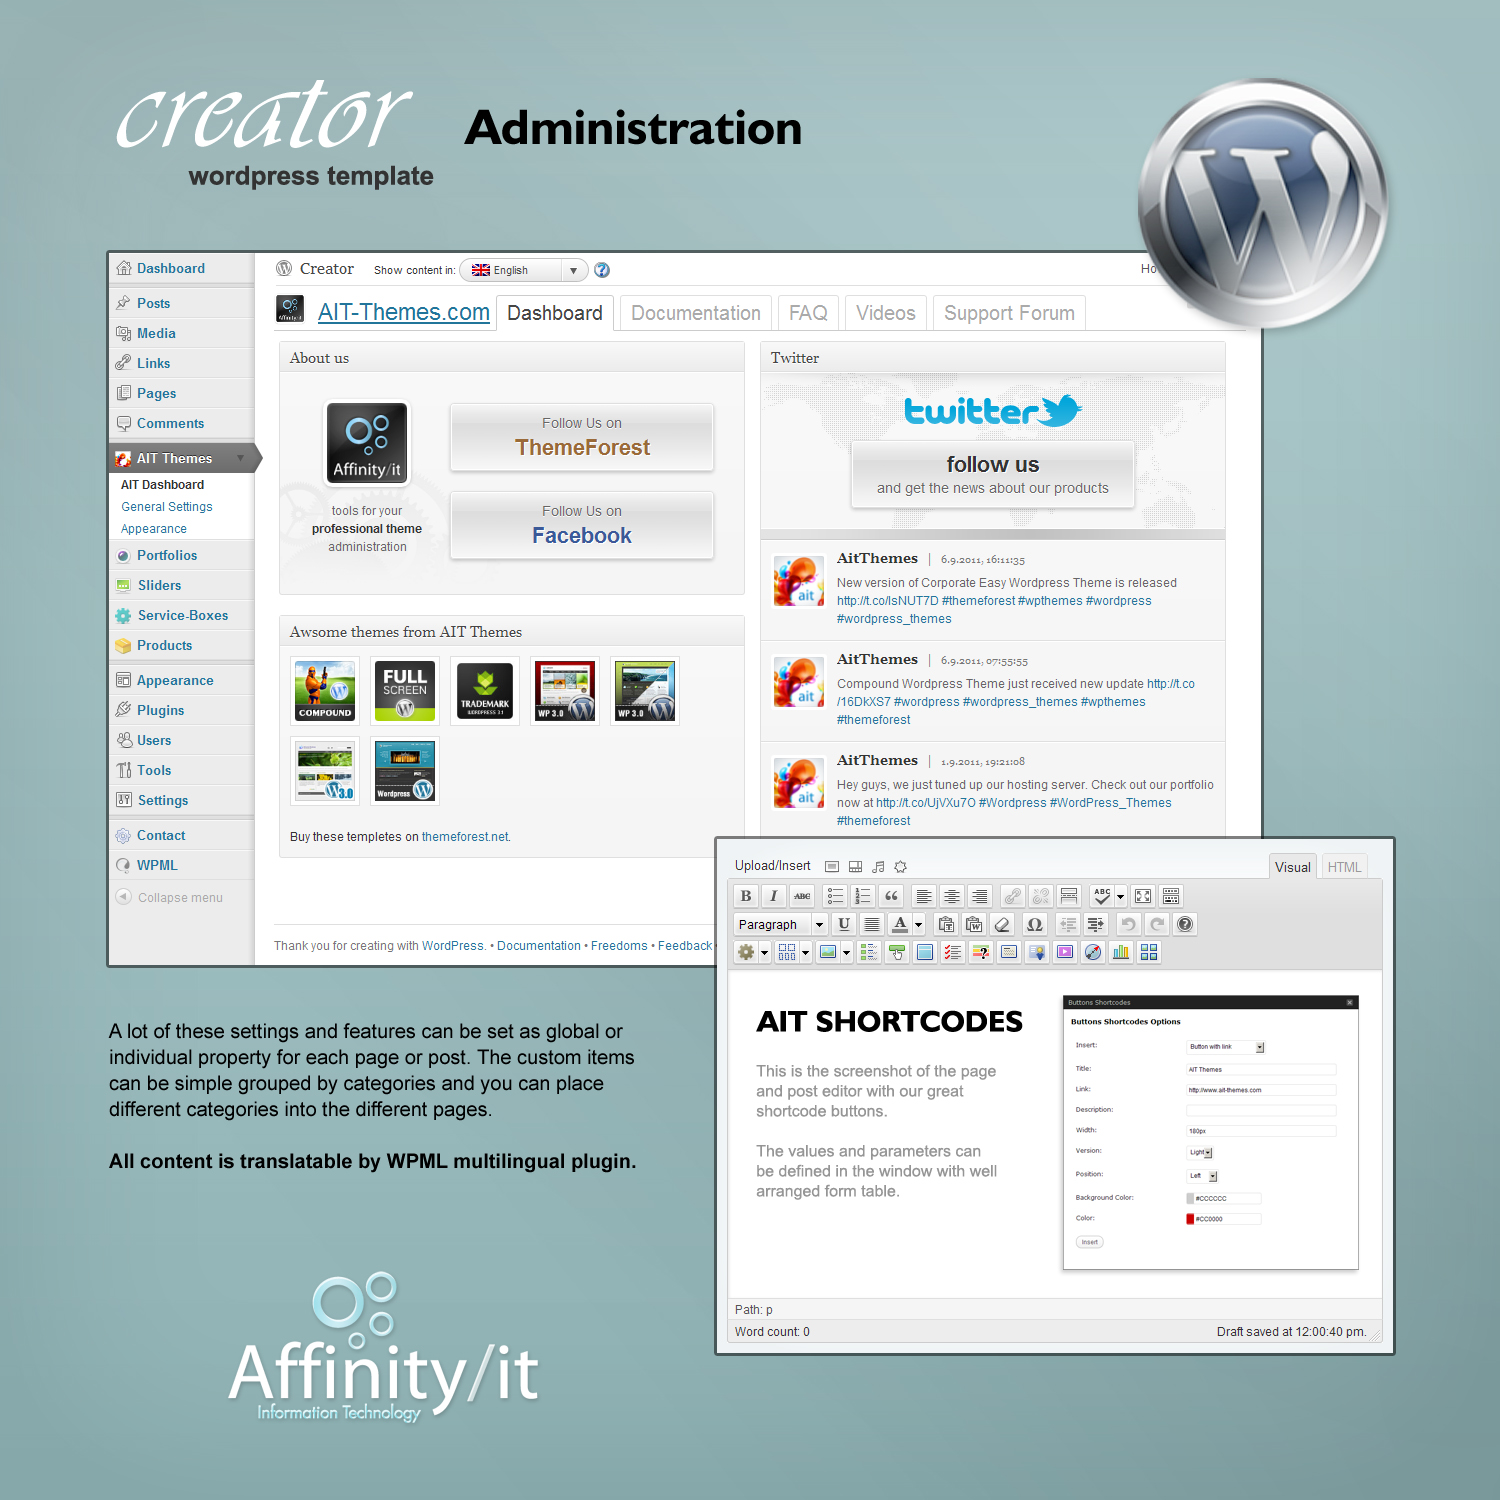 creator
wordpress template
Administration
Dashboard
Posts
Media
Links
Pages
Comments
AIT Themes
AIT Dashboard
General Settings
Appearance
Portfolios
Sliders
Service-Boxes
Products
Appearance
Plugins
Users
Tools
Settings
Contact
WPML
Collapse menu
Creator
Show content in:
English
AIT-Themes.com
Dashboard
Documentation
FAQ
Videos
Support Forum
About us
Affinity/it
tools for your
professional theme
administration
Follow Us on
ThemeForest
Follow Us on
Facebook
Awsome themes from AIT Themes
COMPOUND
FULL
SCREEN
TRADEMARK
WORDPRESS 3.1
WP 3.0
WP 3.0
3.0
Wordpress
Buy these templetes on themeforest.net.
Thank you for creating with WordPress. • Documentation • Freedoms • Feedback
Twitter
twitter
follow us
and get the news about our products
ait
AitThemes | 6.9.2011, 16:11:35
New version of Corporate Easy Wordpress Theme is released
http://t.co/IsNUT7D #themeforest #wpthemes #wordpress
#wordpress_themes
ait
AitThemes | 6.9.2011, 07:55:55
Compound Wordpress Theme just received new update http://t.co
/16DkXS7 #wordpress #wordpress_themes #wpthemes
#themeforest
ait
AitThemes | 1.9.2011, 19:21:08
Hey guys, we just tuned up our hosting server. Check out our portfolio
now at http://t.co/UjVXu7O #Wordpress #WordPress_Themes
#themeforest
Upload/Insert
Visual
HTML
B I ABC
ABC
Paragraph
U
A
Ω
AIT SHORTCODES
This is the screenshot of the page
and post editor with our great
shortcode buttons.
The values and parameters can
be defined in the window with well
arranged form table.
Buttons Shortcodes
Buttons Shortcodes Options
Insert: Button with link
Title: AIT Themes
Link: http://www.ait-themes.com
Description:
Width: 180px
Version: Light
Position: Left
Background Color: #CCCCCC
Color: #CC0000
Insert
Path: p
Word count: 0
Draft saved at 12:00:40 pm.
A lot of these settings and features can be set as global or
individual property for each page or post. The custom items
can be simple grouped by categories and you can place
different categories into the different pages.
All content is translatable by WPML multilingual plugin.
Affinity/it
Information Technology